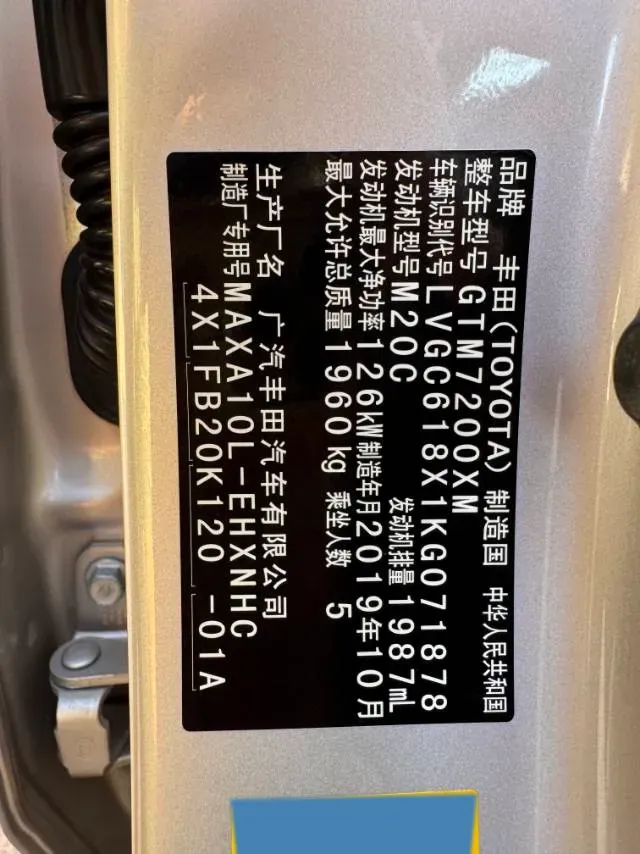 品牌 丰田(TOYOTA) 制造国 中华人民共和国
整车型号 GTM7200XM
车辆识别代号 LVGC618X1KG071878
发动机型号 M20C 发动机排量 1987mL
发动机最大净功率 126kW 制造年月 2019年10月
最大允许总质量 1960kg 乘坐人数 5
生产厂名 广汽丰田汽车有限公司
制造厂专用号 MAXA10L-EHXNHC
4X1FB20K120 -01A